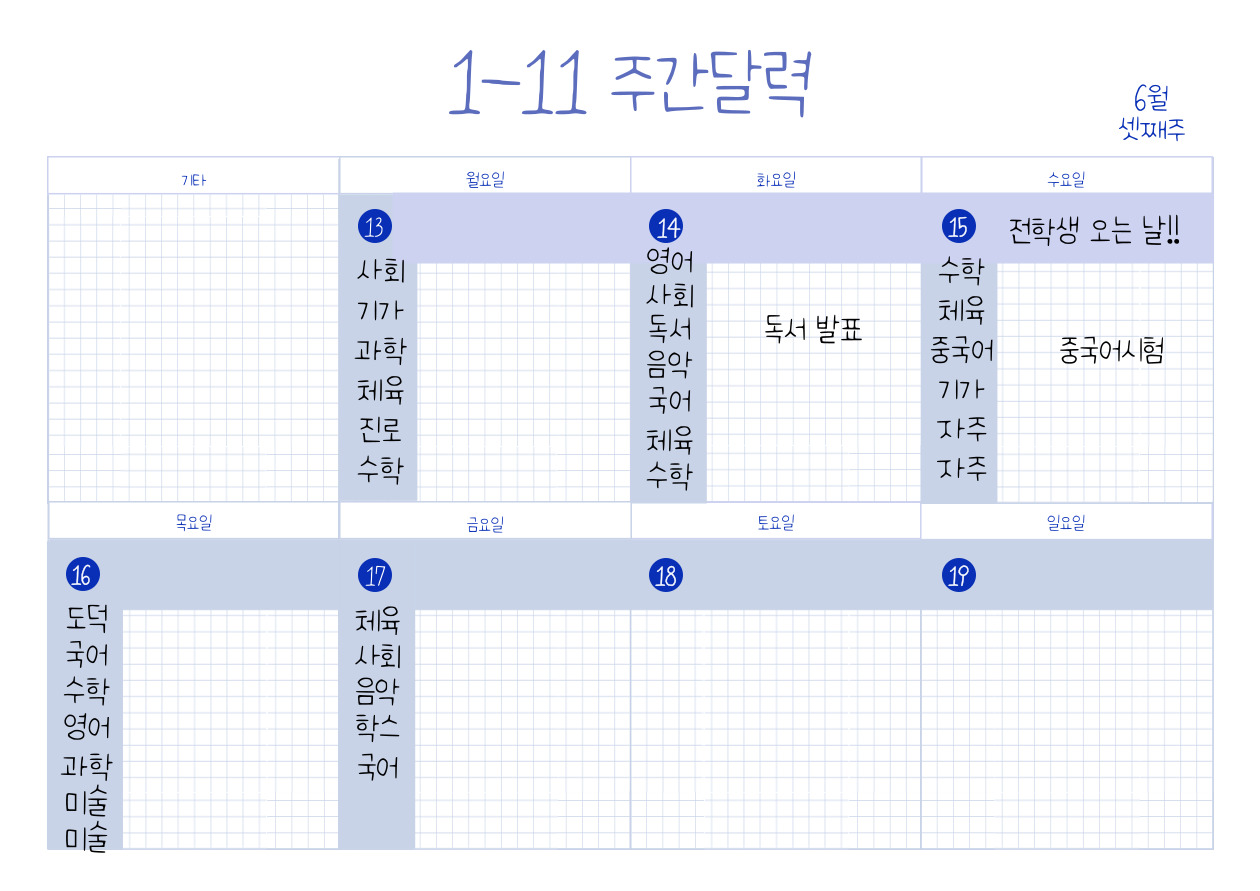 1-11 주간달력
6월
셋째주
기타
월요일
화요일
수요일
13
사회
기가
과학
체육
진로
수학
14
영어
사회
독서 독서 발표
음악
국어
체육
수학
15 전학생 오는 날!!
수학
체육
중국어 중국어시험
기가
자주
자주
목요일
금요일
토요일
일요일
16
도덕
국어
수학
영어
과학
미술
미술
17
체육
사회
음악
학스
국어
18
19